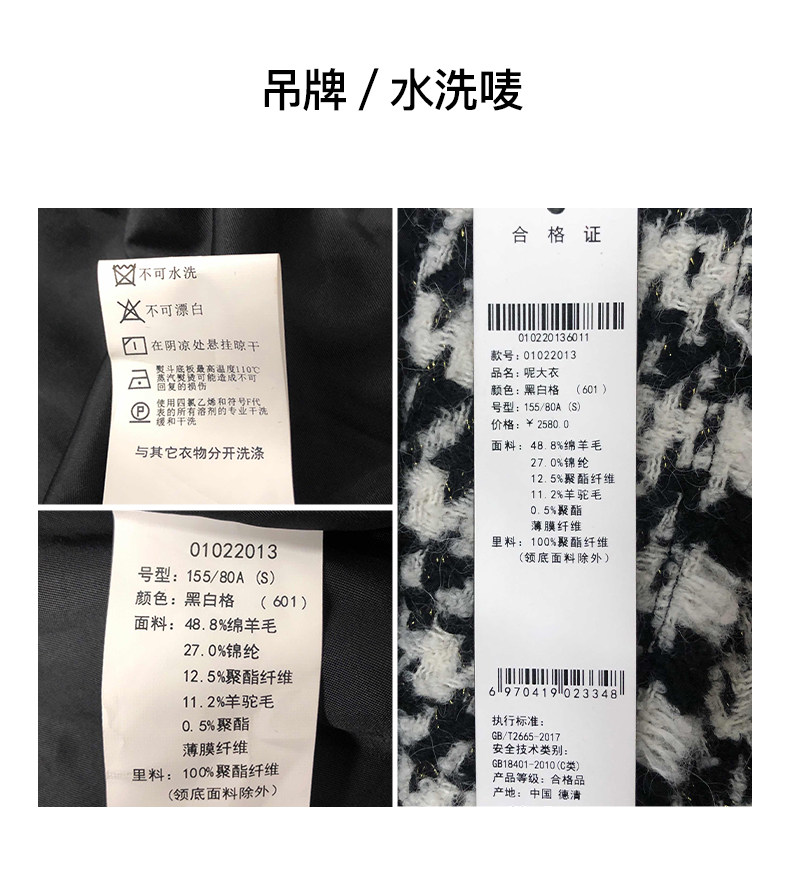 吊牌 / 水洗唛
不可水洗
不可漂白
在阴凉处悬挂晾干
熨斗底板最高温度110℃
蒸汽熨烫可能造成不可
回复的损伤
使用四氯乙烯和符号F代
表的所有溶剂的专业干洗
缓和干洗
与其它衣物分开洗涤
01022013
号型: 155/80A (S)
颜色: 黑白格 (601)
面料: 48.8%绵羊毛
27.0%锦纶
12.5%聚酯纤维
11.2%羊驼毛
0.5%聚酯
薄膜纤维
里料: 100%聚酯纤维
(领底面料除外)
合格证
010220136011
款号: 01022013
品名: 呢大衣
颜色: 黑白格 (601)
号型: 155/80A (S)
价格: ¥ 2580.0
面料: 48.8%绵羊毛
27.0%锦纶
12.5%聚酯纤维
11.2%羊驼毛
0.5%聚酯
薄膜纤维
里料: 100%聚酯纤维
(领底面料除外)
6 970419 023348
执行标准:
GB/T2665-2017
安全技术类别:
GB18401-2010(C类)
产品等级: 合格品
产地: 中国 德清